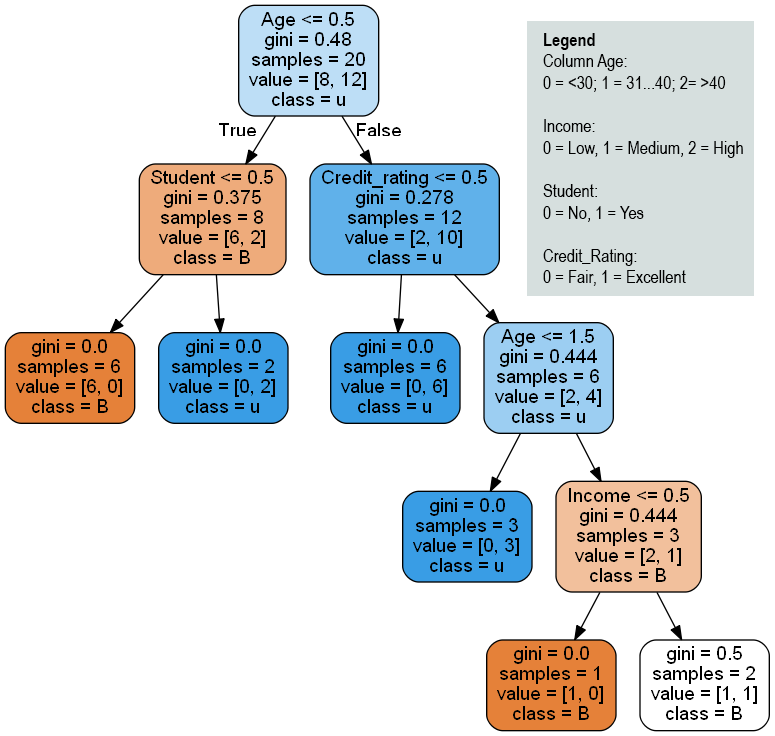 Age <= 0.5
gini = 0.48
samples = 20
value = [8, 12]
class = u
Legend
Column Age:
0 = <30; 1 = 31...40; 2= >40
Income:
0 = Low, 1 = Medium, 2 = High
Student:
0 = No, 1 = Yes
Credit_Rating:
0 = Fair, 1 = Excellent
True
False
Student <= 0.5
gini = 0.375
samples = 8
value = [6, 2]
class = B
Credit_rating <= 0.5
gini = 0.278
samples = 12
value = [2, 10]
class = u
gini = 0.0
samples = 6
value = [6, 0]
class = B
gini = 0.0
samples = 2
value = [0, 2]
class = u
gini = 0.0
samples = 6
value = [0, 6]
class = u
Age <= 1.5
gini = 0.444
samples = 6
value = [2, 4]
class = u
gini = 0.0
samples = 3
value = [0, 3]
class = u
Income <= 0.5
gini = 0.444
samples = 3
value = [2, 1]
class = B
gini = 0.0
samples = 1
value = [1, 0]
class = B
gini = 0.5
samples = 2
value = [1, 1]
class = B